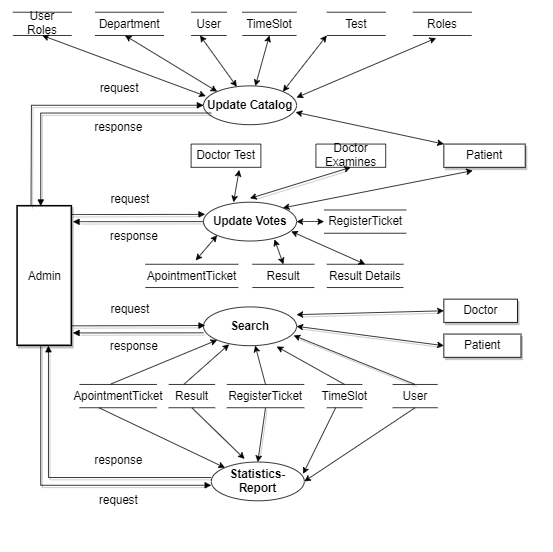 User
Roles
Department
User
TimeSlot
Test
Roles
request
Update Catalog
response
Doctor Test
Doctor
Examines
Patient
request
Update Votes
RegisterTicket
response
Admin
ApointmentTicket
Result
Result Details
request
Search
Doctor
response
Patient
ApointmentTicket
Result
RegisterTicket
TimeSlot
User
response
Statistics-
Report
request